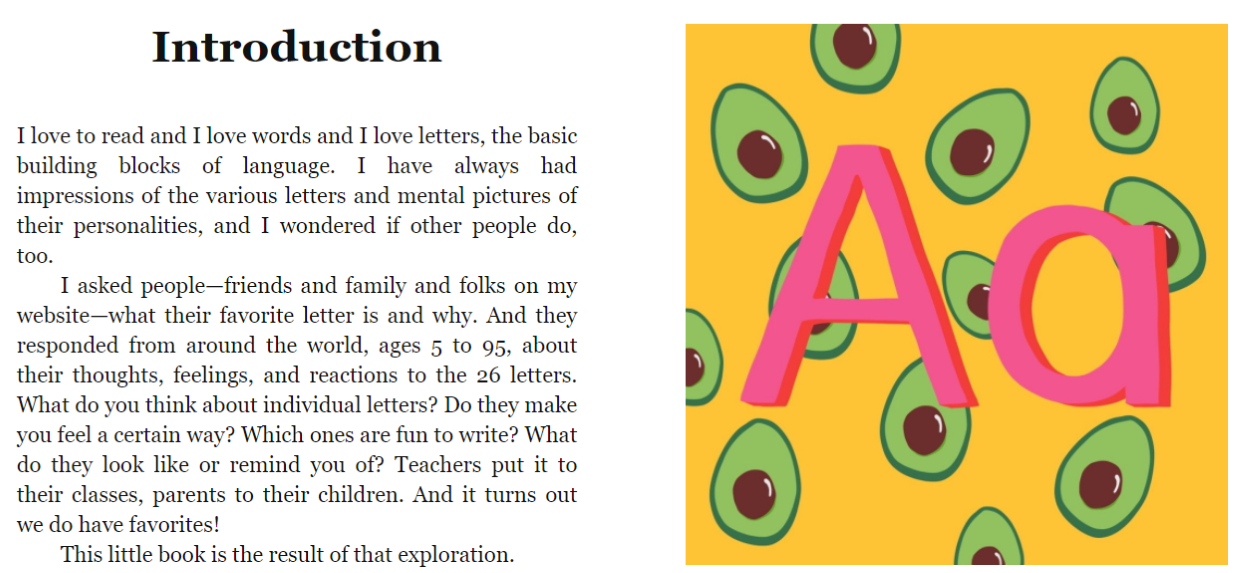 Introduction
I love to read and I love words and I love letters, the basic
building blocks of language. I have always had
impressions of the various letters and mental pictures of
their personalities, and I wondered if other people do,
too.
I asked people—friends and family and folks on my
website—what their favorite letter is and why. And they
responded from around the world, ages 5 to 95, about
their thoughts, feelings, and reactions to the 26 letters.
What do you think about individual letters? Do they make
you feel a certain way? Which ones are fun to write? What
do they look like or remind you of? Teachers put it to
their classes, parents to their children. And it turns out
we do have favorites!
This little book is the result of that exploration.
Aa